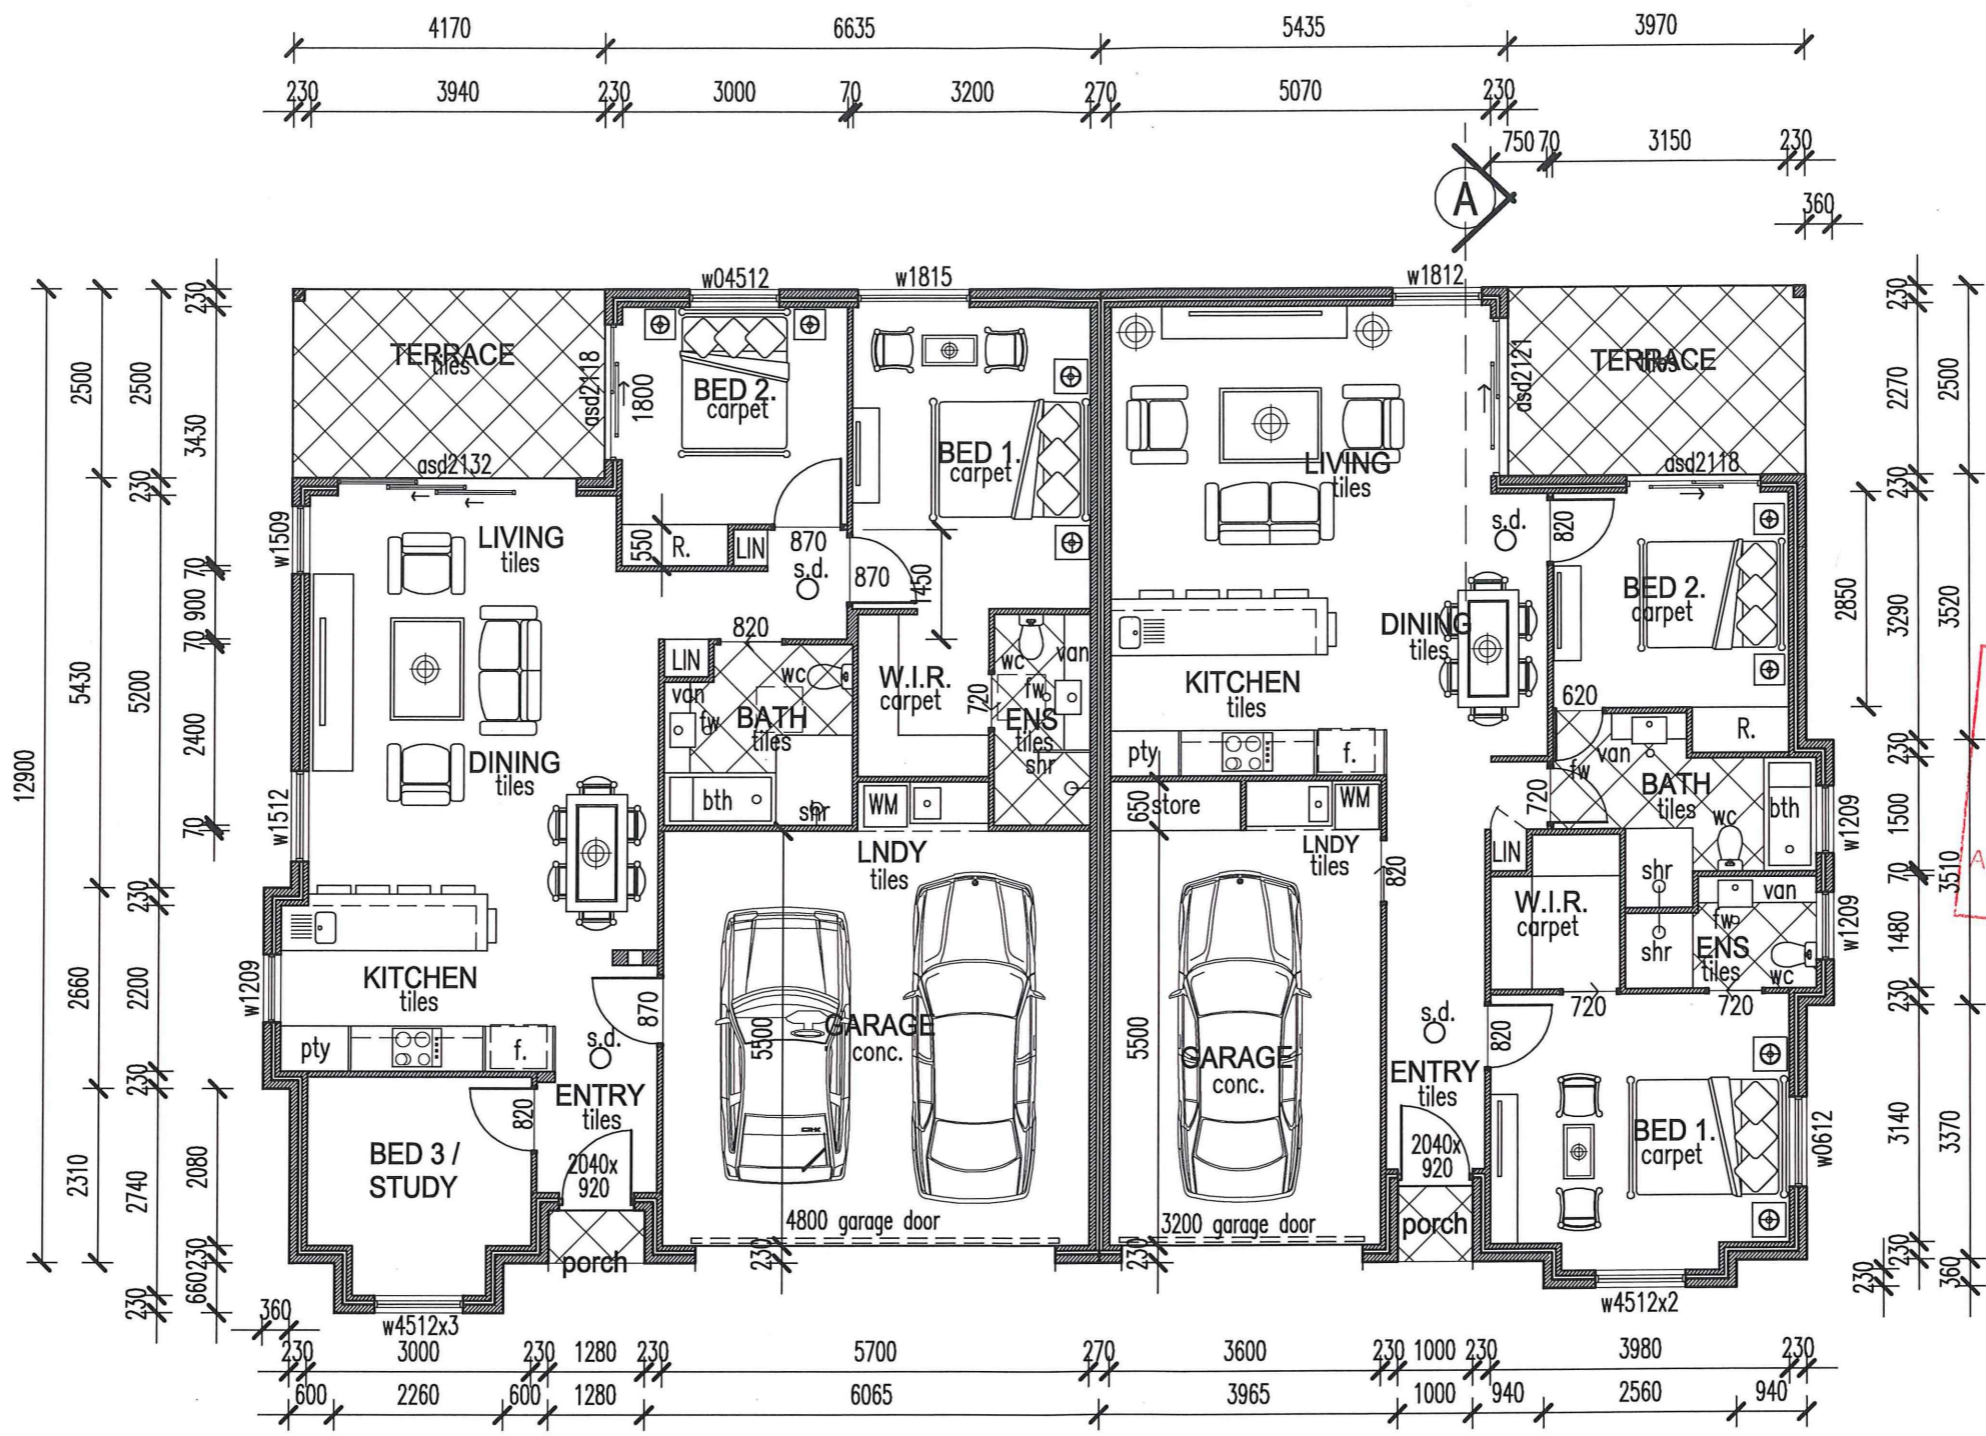 4170 6635 5435 3970
230 3940 230 3000 70 3200 270 5070 230
750 70 3150 230
A
360
w04512 w1815 w1812
TERRACE
tiles
asd2118
1800
BED 2.
carpet
BED 1.
carpet
LIVING
tiles
asd2121
TERRACE
tiles
asd2132
asd2118
w1509
LIVING
tiles
550
R.
LIN
870
s.d.
870
1450
s.d.
820
BED 2.
carpet
DINING
tiles
820
LIN
van
fw
wc
BATH
tiles
W.I.R.
carpet
720
wc
van
fw
ENS
tiles
shr
KITCHEN
tiles
620
R.
van
fw
BATH
tiles
wc
bth
720
w1209
DINING
tiles
w1512
bth
shr
WM
pty
f.
650
store
WM
LNDY
tiles
LNDY
tiles
820
LIN
shr
van
w1209
W.I.R.
carpet
shr
fw
ENS
tiles
wc
720
720
w1209
KITCHEN
tiles
pty
f.
s.d.
870
5500
GARAGE
conc.
5500
GARAGE
conc.
s.d.
820
ENTRY
tiles
820
ENTRY
tiles
BED 3 /
STUDY
2040x
920
2040x
920
BED 1.
carpet
w0612
4800 garage door
3200 garage door
230
230
porch
porch
w4512x3
w4512x2
12900
2500
5430
2660
2310
2500
230
5200
230
2200
230
2740
230
230
3430
70
900
70
2400
70
2080
230
660
360
2850
230
2270
230
3290
230
1500
70
1480
230
3140
230
230
2500
3520
3510
3370
360
A
230 3000 230 1280 230 5700 270 3600 230 1000 230 3980 230
600 2260 600 1280 6065 3965 1000 940 2560 940